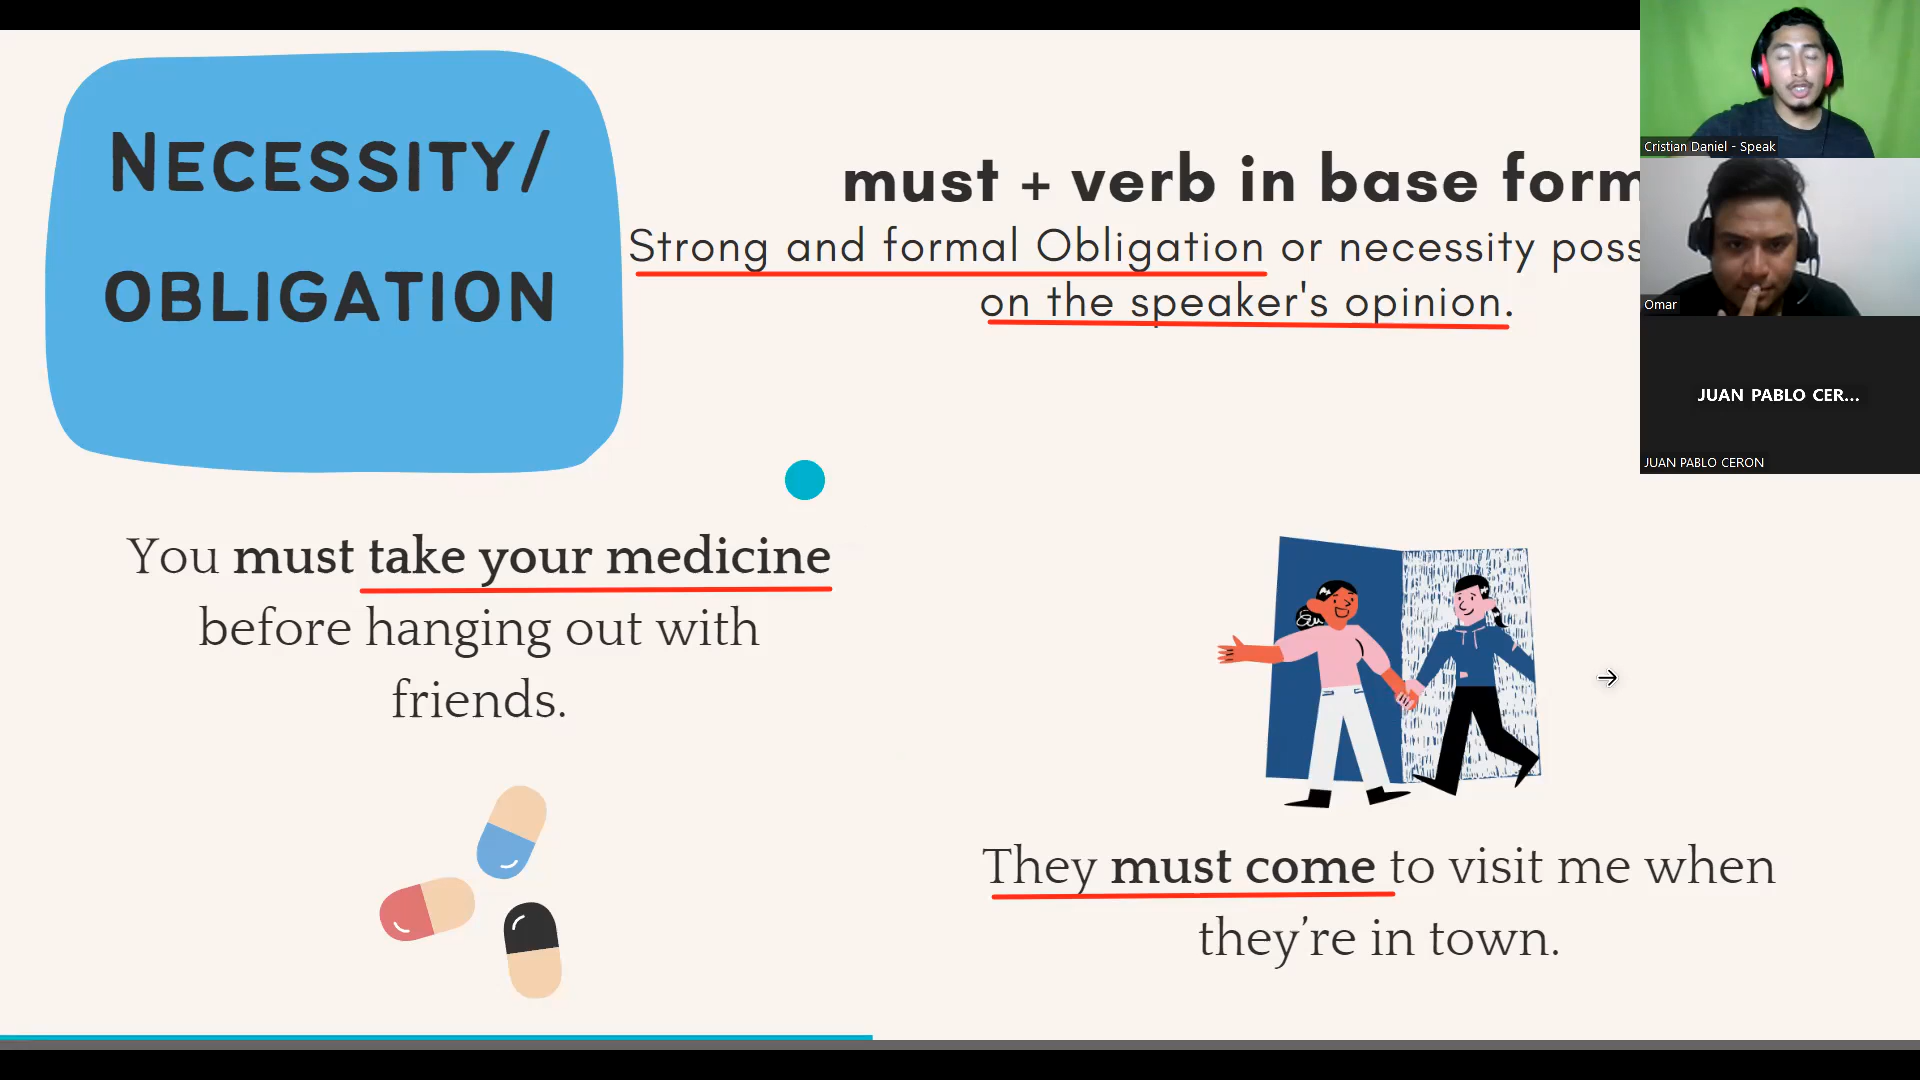 NECESSITY/
OBLIGATION
must + verb in base form
Strong and formal Obligation or necessity poss
on the speaker's opinion.
You must take your medicine
before hanging out with
friends.
They must come to visit me when
they're in town.
Cristian Daniel - Speak
Omar
JUAN PABLO CER...
JUAN PABLO CERON